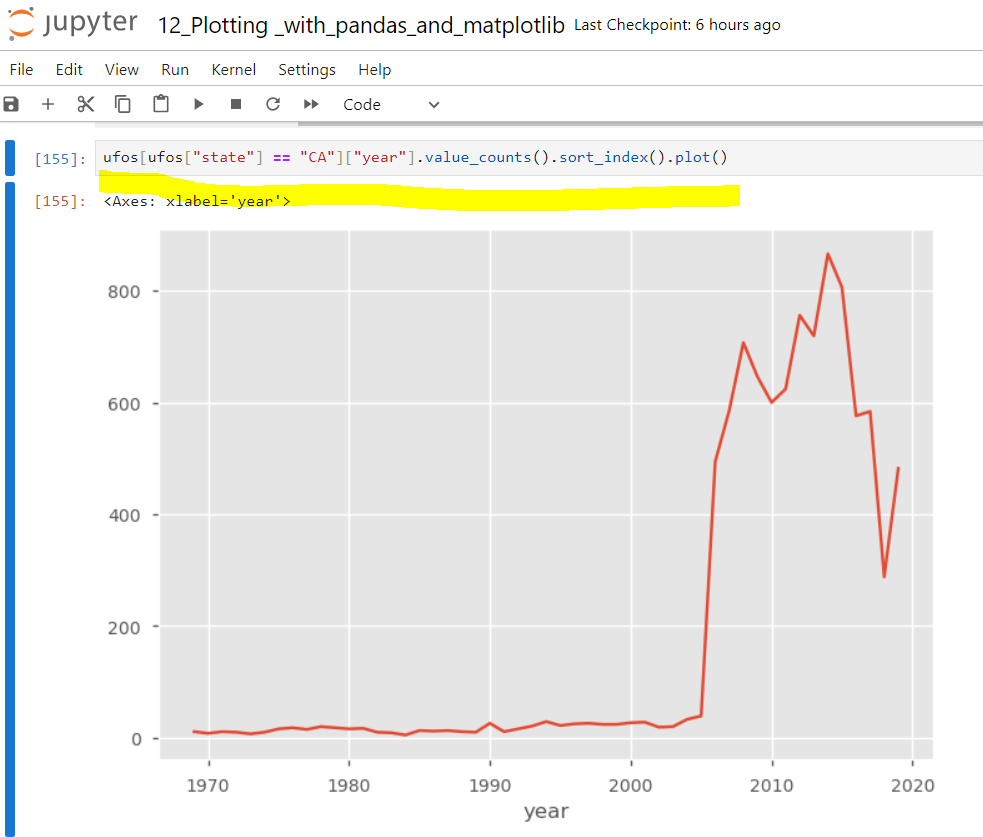 jupyter 12_Plotting _with_pandas_and_matplotlib Last Checkpoint: 6 hours ago
File Edit View Run Kernel Settings Help
Code
[155]: ufos[ufos["state"] == "CA"]["year"].value_counts().sort_index().plot()
[155]: <Axes: xlabel='year'>
800
600
400
200
0
1970 1980 1990 2000 2010 2020
year